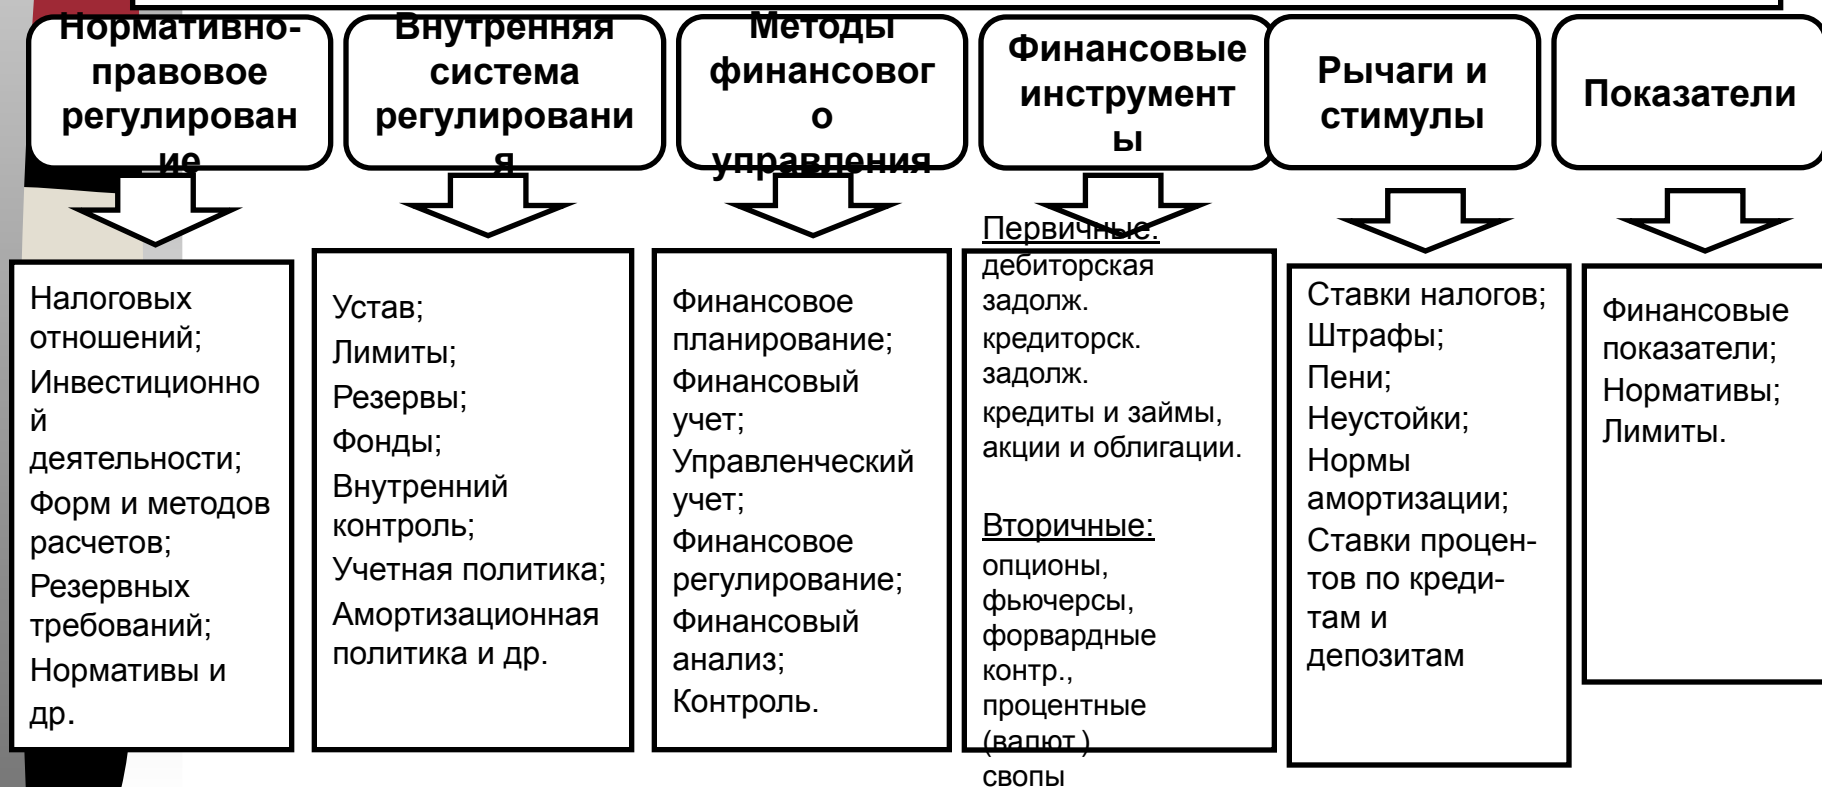 Нормативно-
правовое
регулирован
ие
Внутренняя
система
регулировани
я
Методы
финансовог
о
управления
Финансовые
инструмент
ы
Рычаги и
стимулы
Показатели
Налоговых
отношений;
Инвестиционно
й
деятельности;
Форм и методов
расчетов;
Резервных
требований;
Нормативы и
др.
Устав;
Лимиты;
Резервы;
Фонды;
Внутренний
контроль;
Учетная политика;
Амортизационная
политика и др.
Финансовое
планирование;
Финансовый
учет;
Управленческий
учет;
Финансовое
регулирование;
Финансовый
анализ;
Контроль.
Первичные:
дебиторская
задолж.
кредиторск.
задолж.
кредиты и займы,
акции и облигации.
Вторичные:
опционы,
фьючерсы,
форвардные
контр.,
процентные
(валют.)
свопы
Ставки налогов;
Штрафы;
Пени;
Неустойки;
Нормы
амортизации;
Ставки процен-
тов по креди-
там и
депозитам
Финансовые
показатели;
Нормативы;
Лимиты.